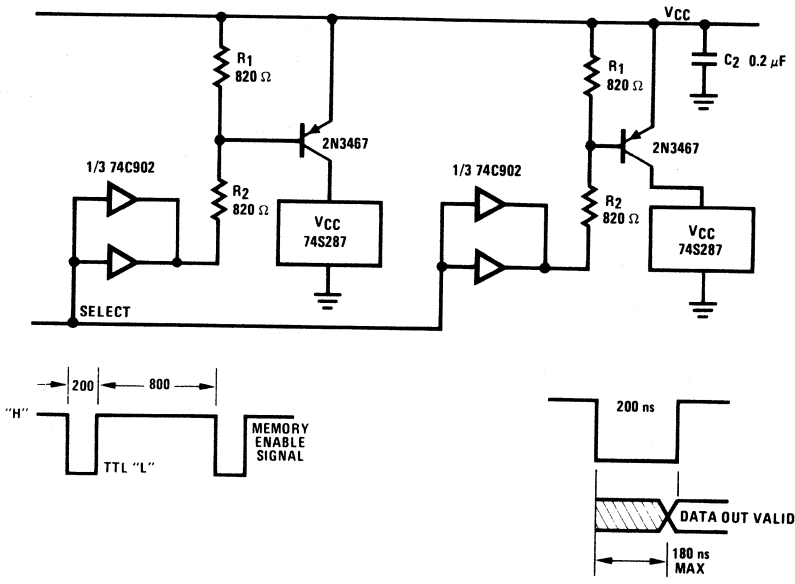 VCC
R1
820 Ω
2N3467
1/3 74C902
R2
820 Ω
VCC
74S287
R1
820 Ω
C2 0.2 μF
2N3467
1/3 74C902
R2
820 Ω
VCC
74S287
SELECT
200
800
"H"
TTL "L"
MEMORY
ENABLE
SIGNAL
200 ns
DATA OUT VALID
180 ns
MAX